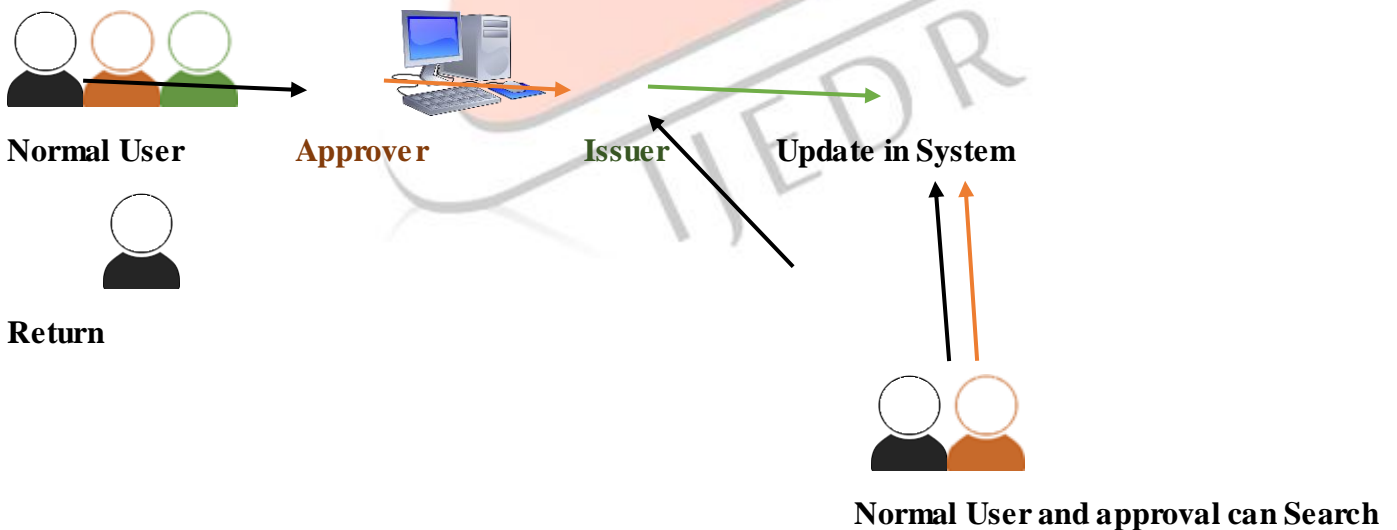 IJEDR
Normal User Approver Issuer Update in System
Return
Normal User and approval can Search